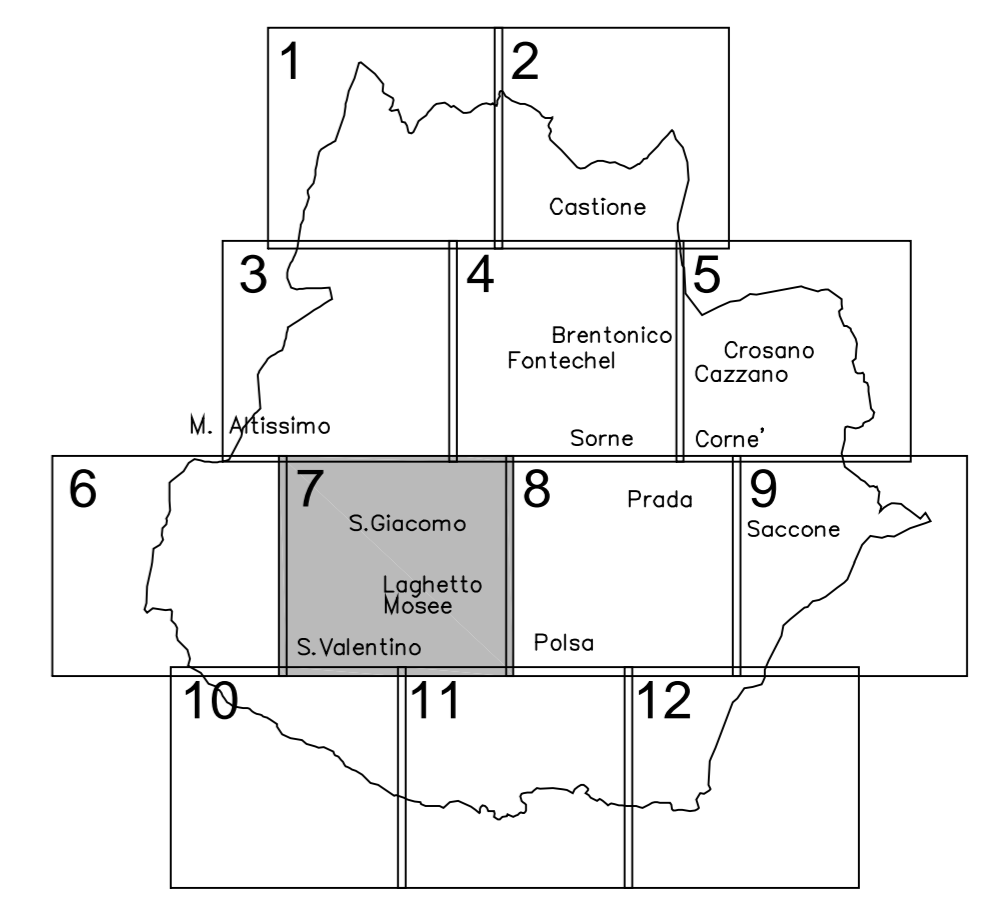 1
2
Castione
3
4
5
Brentonico
Fontechel
Crosano
Cazzano
M. Altissimo
Sorne
Corne'
6
7
8
9
Prada
S.Giacomo
Saccone
Laghetto
Mosee
S.Valentino
Polsa
10
11
12